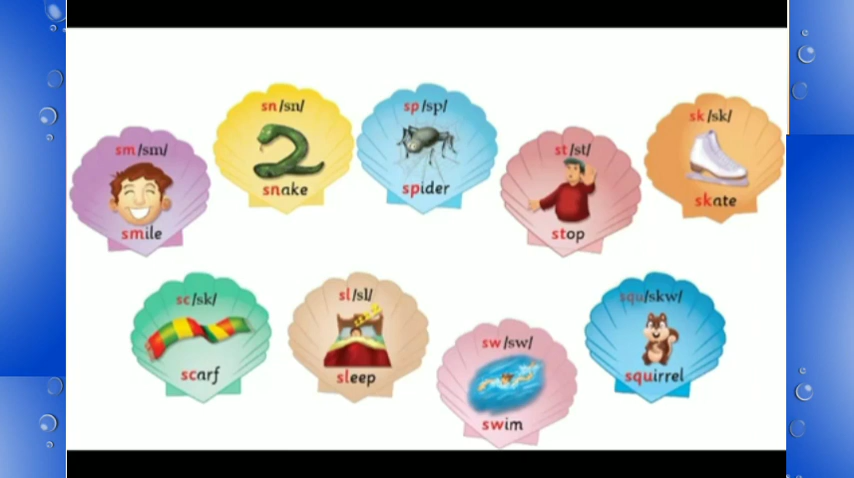 sm /sm/
smile
sn /sn/
snake
sp /sp/
spider
st /st/
stop
sk /sk/
skate
sc /sk/
scarf
sl /sl/
sleep
sw /sw/
swim
squ /skw/
squirrel